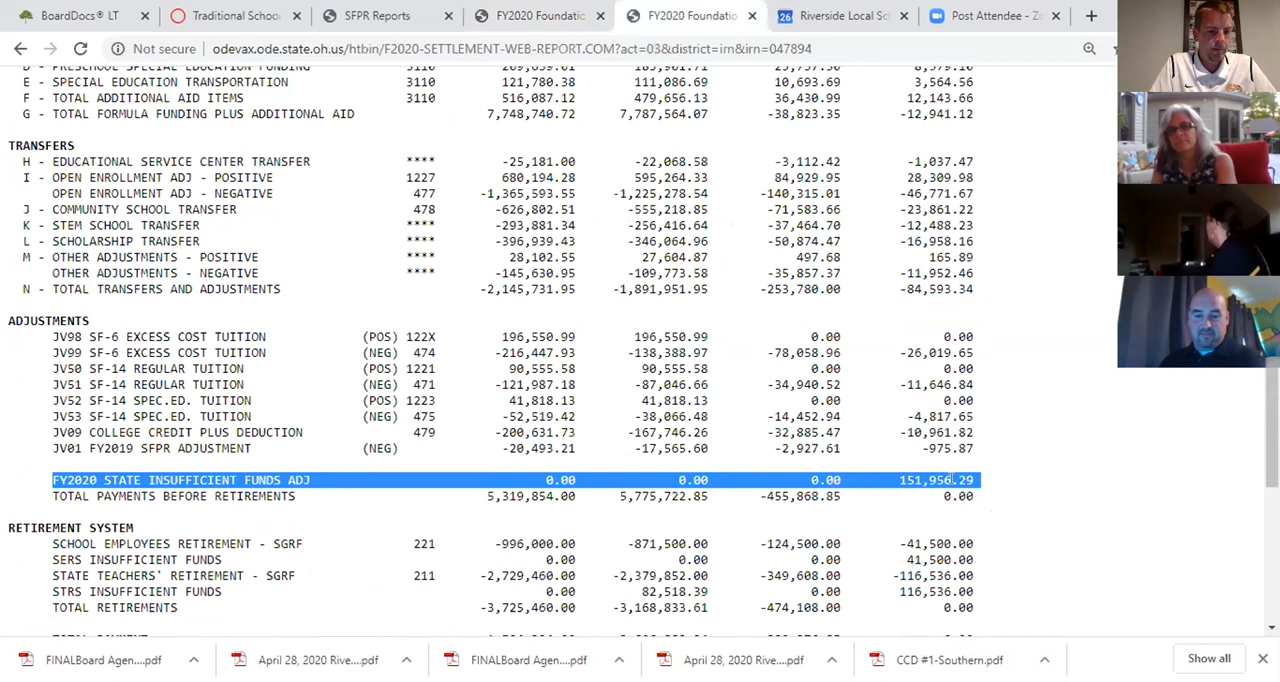 BoardDocs® LT
Traditional Schoo
SFPR Reports
FY2020 Foundatio
FY2020 Foundatio
26 Riverside Local Sc
Post Attendee - Z
Not secure odevax.ode.state.oh.us/htbin/F2020-SETTLEMENT-WEB-REPORT.COM?act=03&district=irn&irn=047894
E - SPECIAL EDUCATION TRANSPORTATION 3110 121,780.38 111,086.69 10,693.69 3,564.56
F - TOTAL ADDITIONAL AID ITEMS 3110 516,087.12 479,656.13 36,430.99 12,143.66
G - TOTAL FORMULA FUNDING PLUS ADDITIONAL AID 7,748,740.72 7,787,564.07 -38,823.35 -12,941.12
TRANSFERS
H - EDUCATIONAL SERVICE CENTER TRANSFER **** -25,181.00 -22,068.58 -3,112.42 -1,037.47
I - OPEN ENROLLMENT ADJ - POSITIVE 1227 680,194.28 595,264.33 84,929.95 28,309.98
OPEN ENROLLMENT ADJ - NEGATIVE 477 -1,365,593.55 -1,225,278.54 -140,315.01 -46,771.67
J - COMMUNITY SCHOOL TRANSFER 478 -626,802.51 -555,218.85 -71,583.66 -23,861.22
K - STEM SCHOOL TRANSFER **** -293,881.34 -256,416.64 -37,464.70 -12,488.23
L - SCHOLARSHIP TRANSFER **** -396,939.43 -346,064.96 -50,874.47 -16,958.16
M - OTHER ADJUSTMENTS - POSITIVE **** 28,102.55 27,604.87 497.68 165.89
OTHER ADJUSTMENTS - NEGATIVE **** -145,630.95 -109,773.58 -35,857.37 -11,952.46
N - TOTAL TRANSFERS AND ADJUSTMENTS -2,145,731.95 -1,891,951.95 -253,780.00 -84,593.34
ADJUSTMENTS
JV98 SF-6 EXCESS COST TUITION (POS) 122X 196,550.99 196,550.99 0.00 0.00
JV99 SF-6 EXCESS COST TUITION (NEG) 474 -216,447.93 -138,388.97 -78,058.96 -26,019.65
JV50 SF-14 REGULAR TUITION (POS) 1221 90,555.58 90,555.58 0.00 0.00
JV51 SF-14 REGULAR TUITION (NEG) 471 -121,987.18 -87,046.66 -34,940.52 -11,646.84
JV52 SF-14 SPEC.ED. TUITION (POS) 1223 41,818.13 41,818.13 0.00 0.00
JV53 SF-14 SPEC.ED. TUITION (NEG) 475 -52,519.42 -38,066.48 -14,452.94 -4,817.65
JV09 COLLEGE CREDIT PLUS DEDUCTION 479 -200,631.73 -167,746.26 -32,885.47 -10,961.82
JV01 FY2019 SFPR ADJUSTMENT (NEG) -20,493.21 -17,565.60 -2,927.61 -975.87
FY2020 STATE INSUFFICIENT FUNDS ADJ 0.00 0.00 0.00 151,956.29
TOTAL PAYMENTS BEFORE RETIREMENTS 5,319,854.00 5,775,722.85 -455,868.85 0.00
RETIREMENT SYSTEM
SCHOOL EMPLOYEES RETIREMENT - SGRF 221 -996,000.00 -871,500.00 -124,500.00 -41,500.00
SERS INSUFFICIENT FUNDS 0.00 0.00 0.00 41,500.00
STATE TEACHERS' RETIREMENT - SGRF 211 -2,729,460.00 -2,379,852.00 -349,608.00 -116,536.00
STRS INSUFFICIENT FUNDS 0.00 82,518.39 0.00 116,536.00
TOTAL RETIREMENTS -3,725,460.00 -3,168,833.61 -474,108.00 0.00
FINALBoard Agen....pdf
April 28, 2020 Rive....pdf
FINALBoard Agen....pdf
April 28, 2020 Rive....pdf
CCD #1-Southern.pdf
Show all